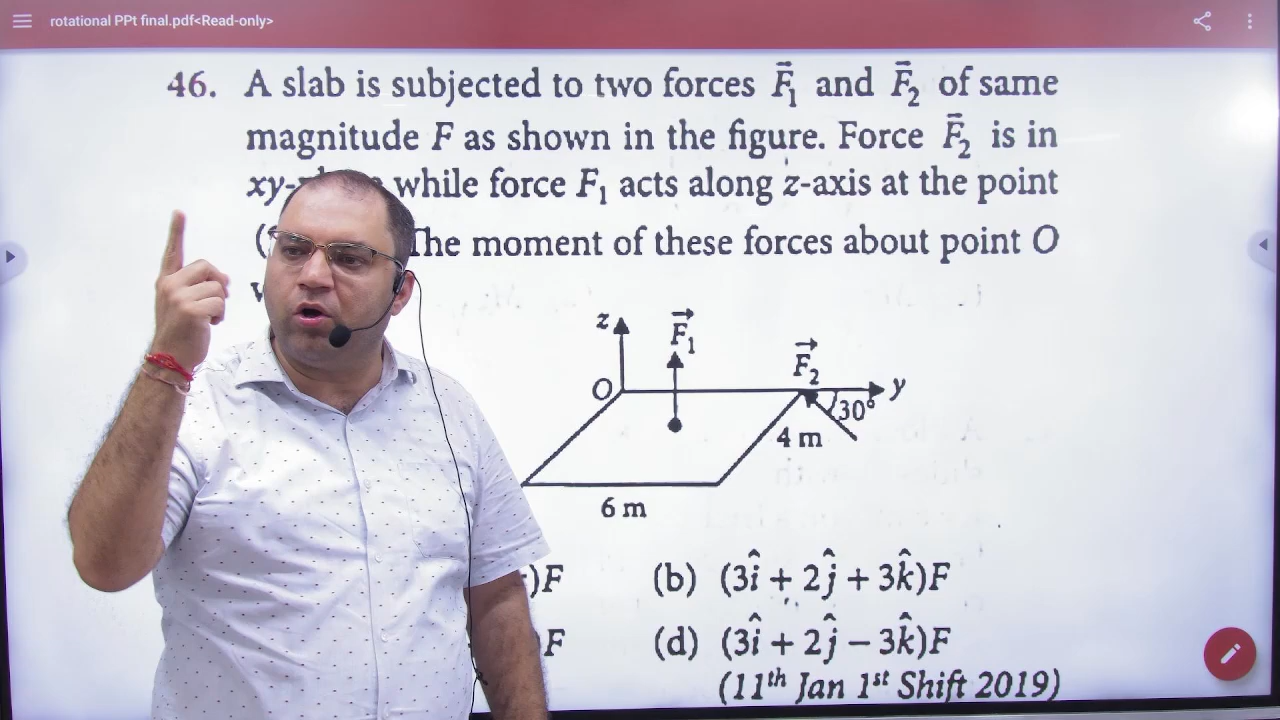 rotational PPt final.pdf<Read-only>
46. A slab is subjected to two forces F⃗₁ and F⃗₂ of same
magnitude F as shown in the figure. Force F⃗₂ is in
xy- while force F₁ acts along z-axis at the point
( The moment of these forces about point O
z
F⃗₁
F⃗₂
O
y
30°
4 m
6 m
)F (b) (3î + 2ĵ + 3k̂)F
F (d) (3î + 2ĵ − 3k̂)F
(11th Jan 1st Shift 2019)